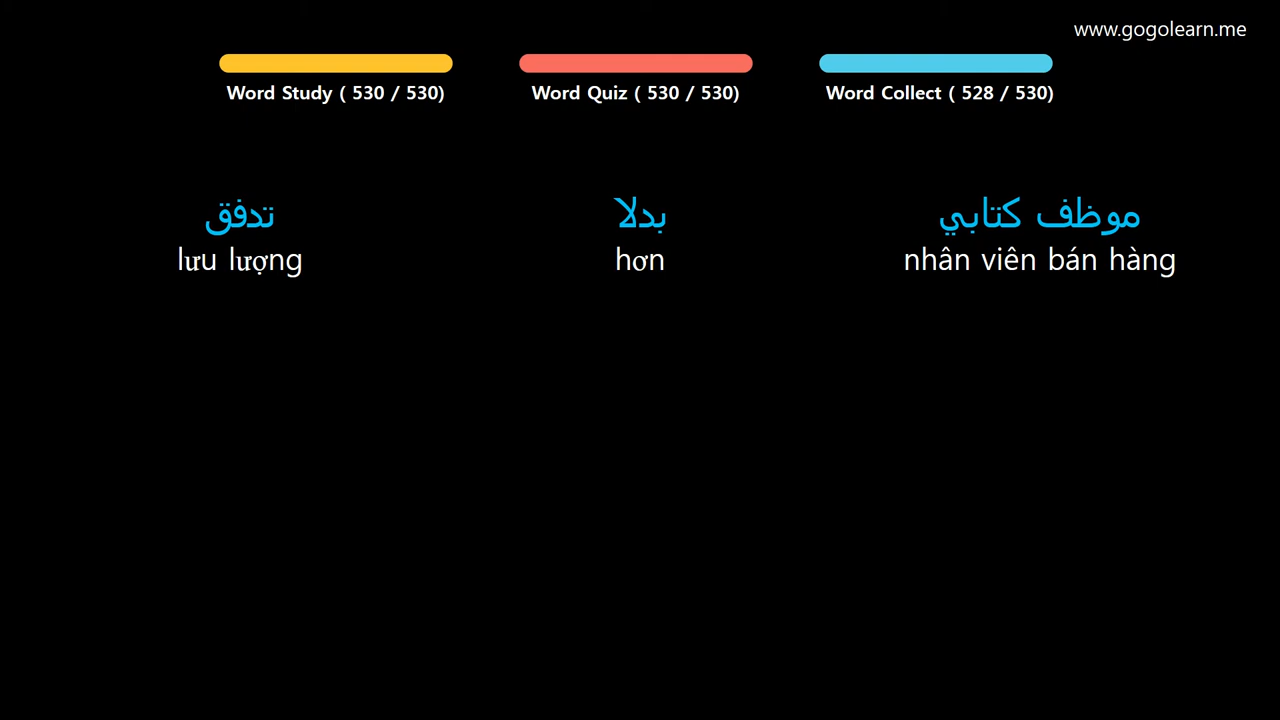 www.gogolearn.me
Word Study ( 530 / 530)
Word Quiz ( 530 / 530)
Word Collect ( 528 / 530)
تدفق
lưu lượng
بدلا
hơn
موظف كتابي
nhân viên bán hàng